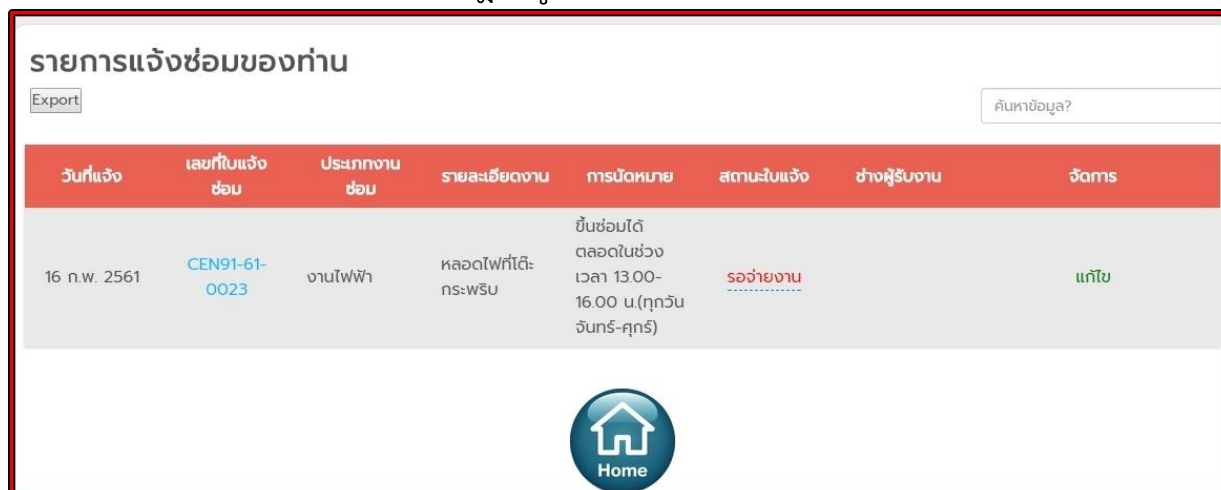 รายการแจ้งซ่อมของท่าน
Export
ค้นหาข้อมูล?
วันที่แจ้ง
เลขที่ใบแจ้ง
ซ่อม
ประเภทงาน
ซ่อม
รายละเอียดงาน
การนัดหมาย
สถานะใบแจ้ง
ช่างผู้รับงาน
จัดการ
16 ก.พ. 2561
CEN91-61-
0023
งานไฟฟ้า
หลอดไฟที่โต๊ะ
กระพริบ
ขึ้นซ่อมได้
ตลอดในช่วง
เวลา 13.00-
16.00 น.(ทุกวัน
จันทร์-ศุกร์)
รอจ่ายงาน
แก้ไข
Home